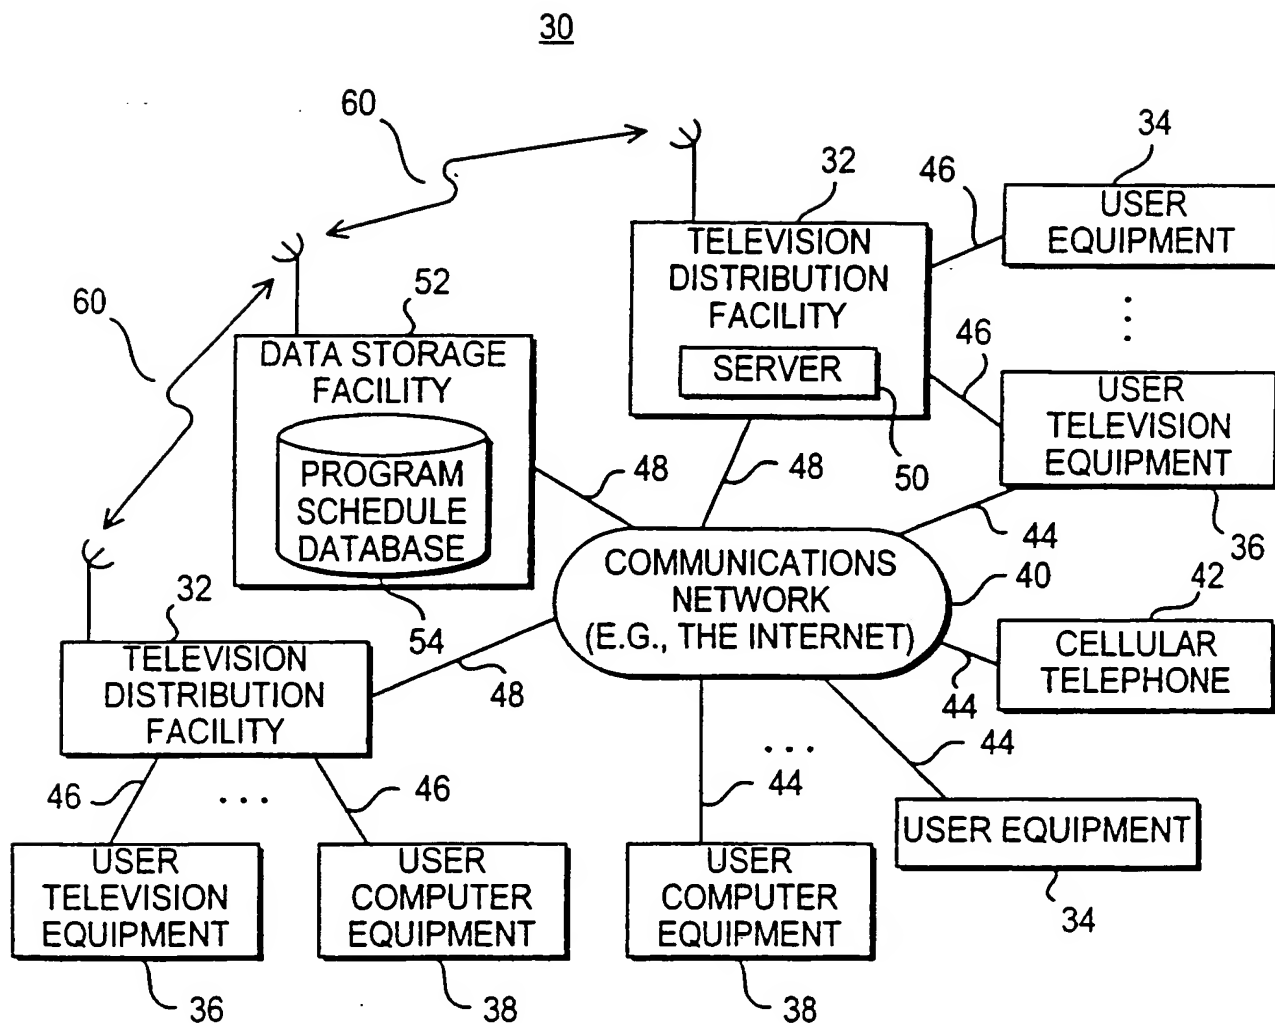 30
60
32
34
46
USER
EQUIPMENT
TELEVISION
DISTRIBUTION
FACILITY
SERVER
50
60
52
DATA STORAGE
FACILITY
PROGRAM
SCHEDULE
DATABASE
54
46
USER
TELEVISION
EQUIPMENT
36
48
48
44
COMMUNICATIONS
NETWORK
(E.G., THE INTERNET)
40
42
CELLULAR
TELEPHONE
44
32
TELEVISION
DISTRIBUTION
FACILITY
48
46
. . .
46
. . .
44
44
USER EQUIPMENT
34
USER
TELEVISION
EQUIPMENT
36
USER
COMPUTER
EQUIPMENT
38
USER
COMPUTER
EQUIPMENT
38